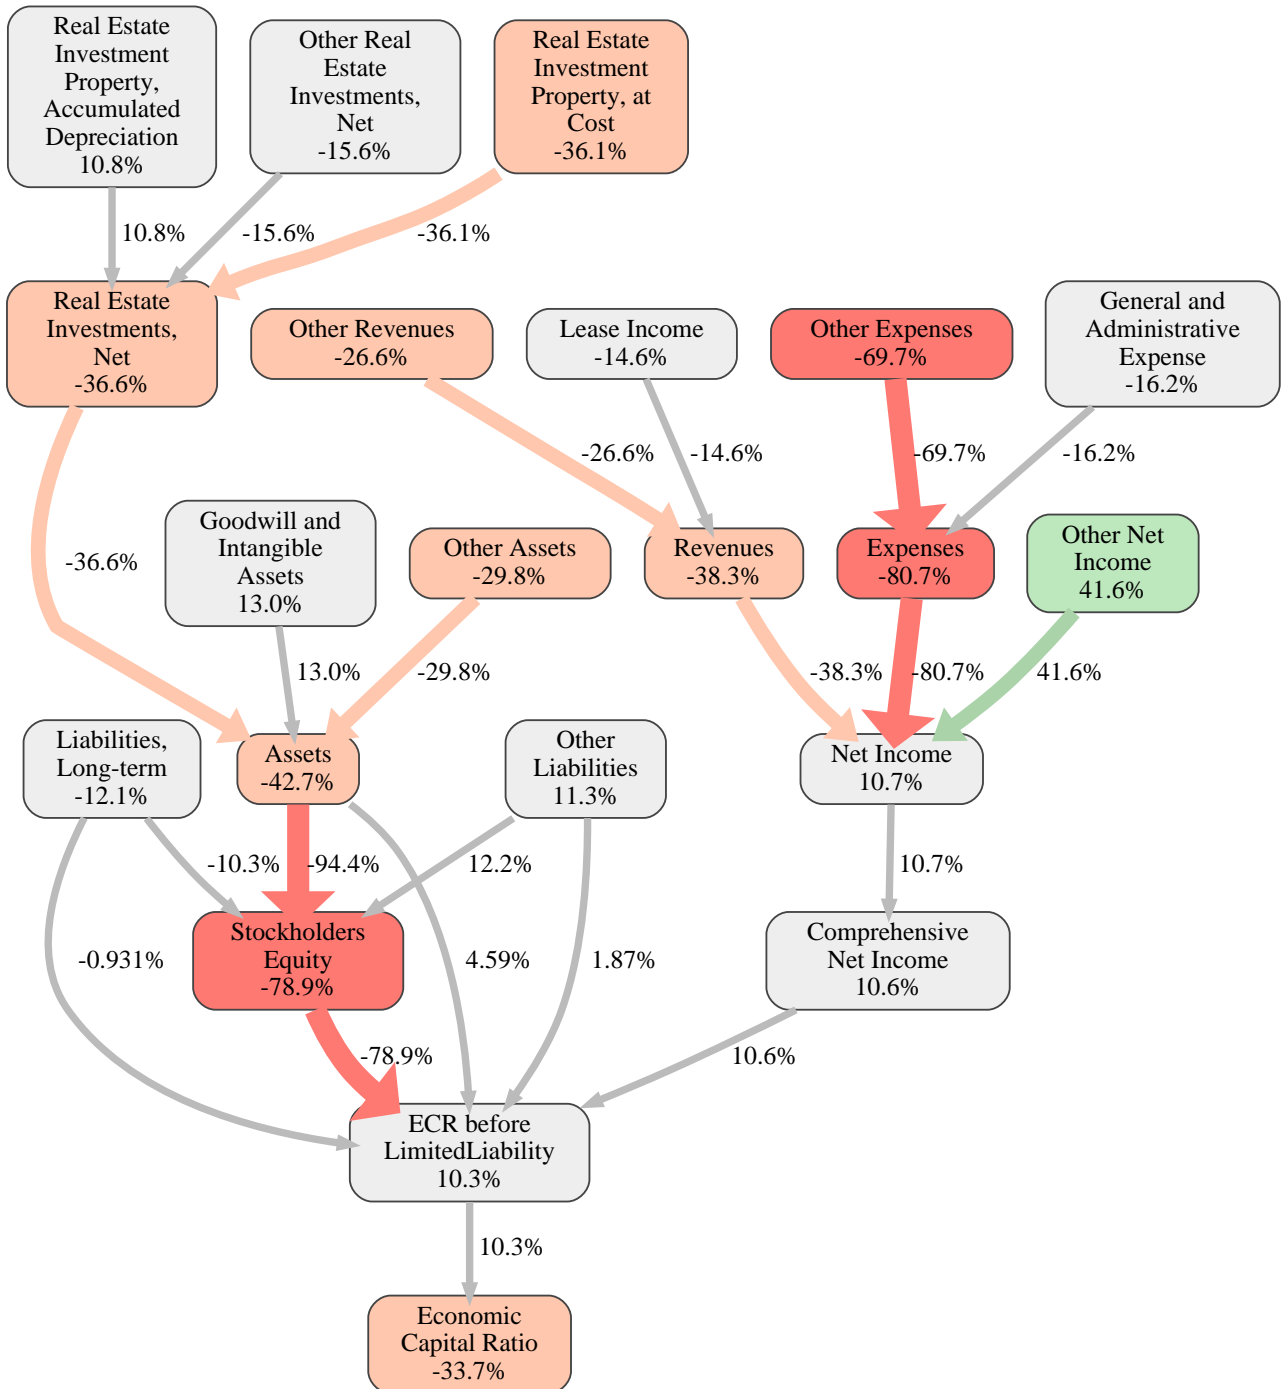 Real Estate
Investment
Property,
Accumulated
Depreciation
10.8%
Other Real
Estate
Investments,
Net
-15.6%
Real Estate
Investment
Property, at
Cost
-36.1%
10.8%
-15.6%
-36.1%
Real Estate
Investments,
Net
-36.6%
Other Revenues
-26.6%
Lease Income
-14.6%
Other Expenses
-69.7%
General and
Administrative
Expense
-16.2%
-26.6%
-14.6%
-69.7%
-16.2%
-36.6%
Goodwill and
Intangible
Assets
13.0%
Other Assets
-29.8%
Revenues
-38.3%
Expenses
-80.7%
Other Net
Income
41.6%
13.0%
-29.8%
-38.3%
-80.7%
41.6%
Liabilities,
Long-term
-12.1%
Assets
-42.7%
Other
Liabilities
11.3%
Net Income
10.7%
-10.3%
-94.4%
12.2%
10.7%
-0.931%
Stockholders
Equity
-78.9%
4.59%
1.87%
Comprehensive
Net Income
10.6%
-78.9%
10.6%
ECR before
LimitedLiability
10.3%
10.3%
Economic
Capital Ratio
-33.7%